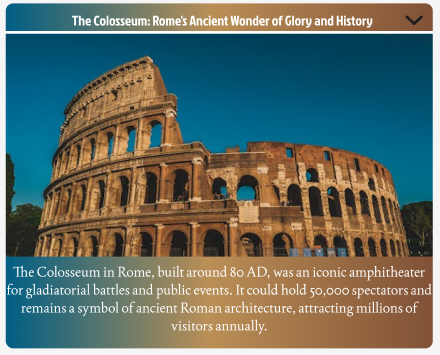 The Colosseum: Rome's Ancient Wonder of Glory and History
The Colosseum in Rome, built around 80 AD, was an iconic amphitheater
for gladiatorial battles and public events. It could hold 50,000 spectators and
remains a symbol of ancient Roman architecture, attracting millions of
visitors annually.